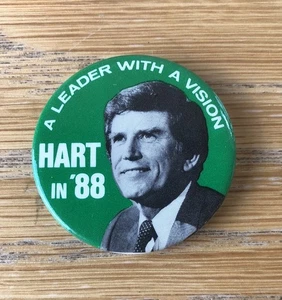 A LEADER WITH A VISION
HART
IN '88